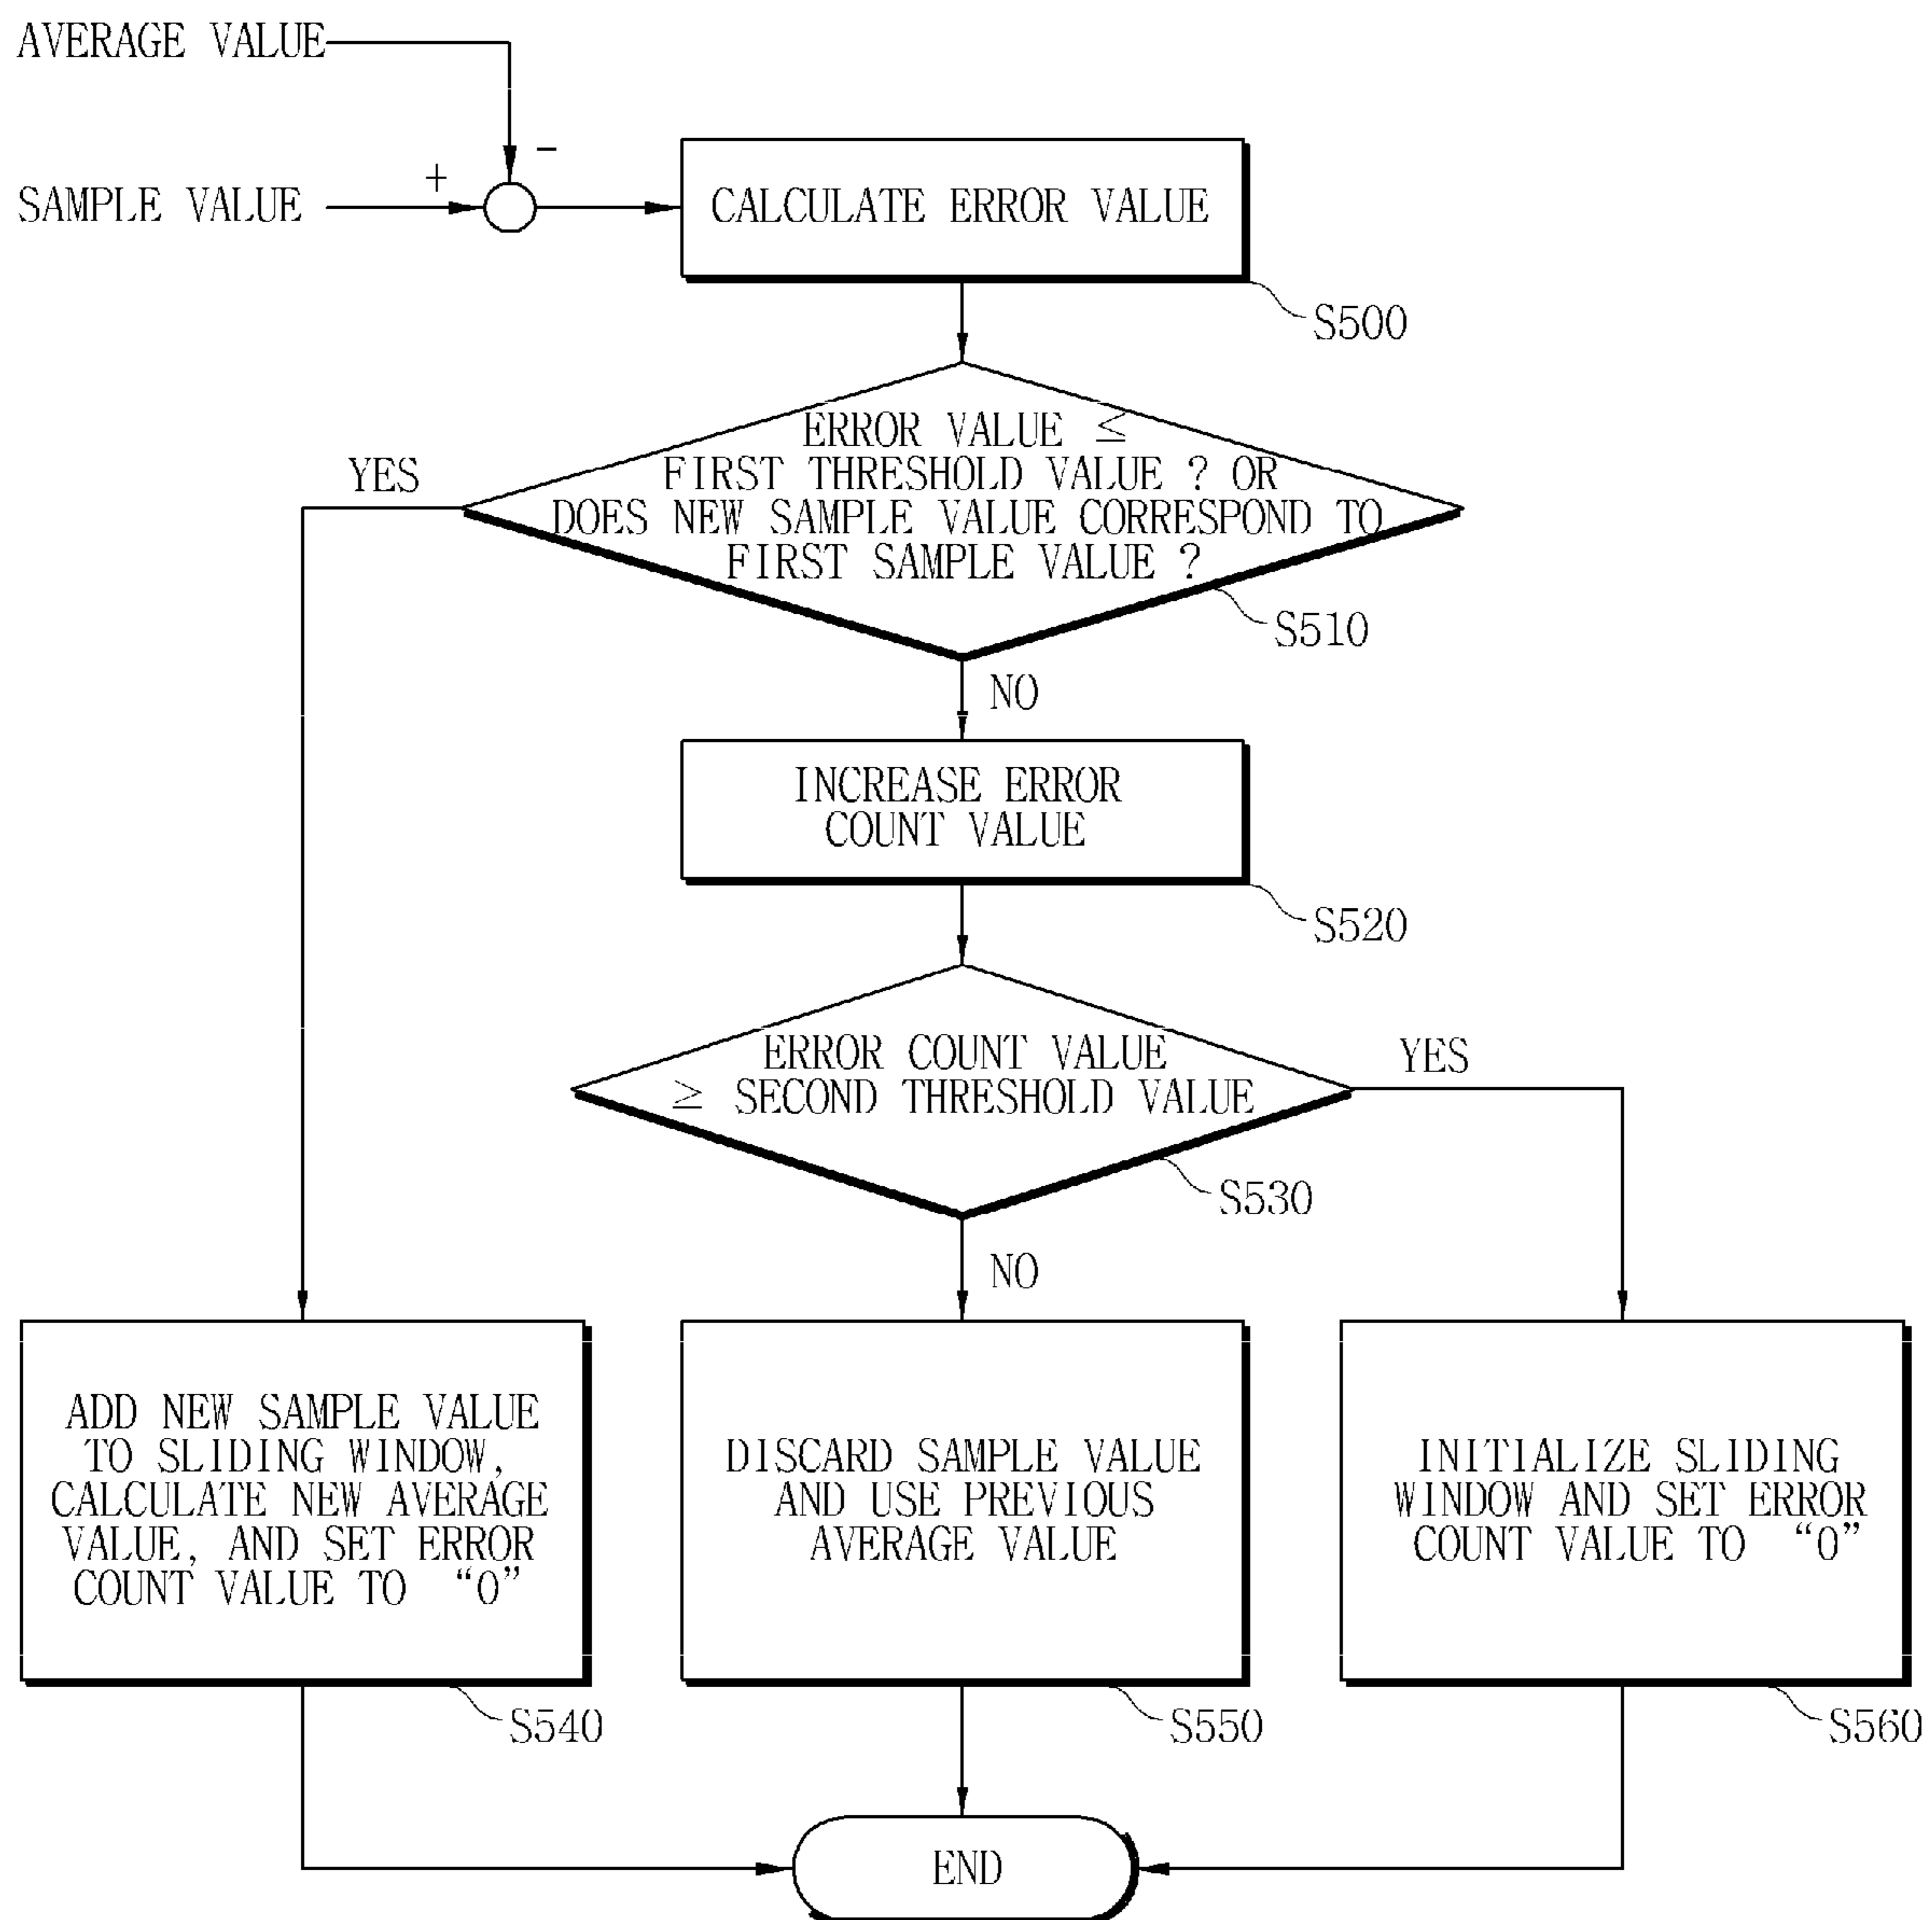 AVERAGE VALUE
−
+
SAMPLE VALUE
CALCULATE ERROR VALUE
S500
ERROR VALUE ≤
FIRST THRESHOLD VALUE ? OR
DOES NEW SAMPLE VALUE CORRESPOND TO
FIRST SAMPLE VALUE ?
YES
S510
NO
INCREASE ERROR
COUNT VALUE
S520
ERROR COUNT VALUE
≥ SECOND THRESHOLD VALUE
YES
S530
NO
ADD NEW SAMPLE VALUE
TO SLIDING WINDOW,
CALCULATE NEW AVERAGE
VALUE, AND SET ERROR
COUNT VALUE TO “0”
S540
DISCARD SAMPLE VALUE
AND USE PREVIOUS
AVERAGE VALUE
S550
INITIALIZE SLIDING
WINDOW AND SET ERROR
COUNT VALUE TO “0”
S560
END